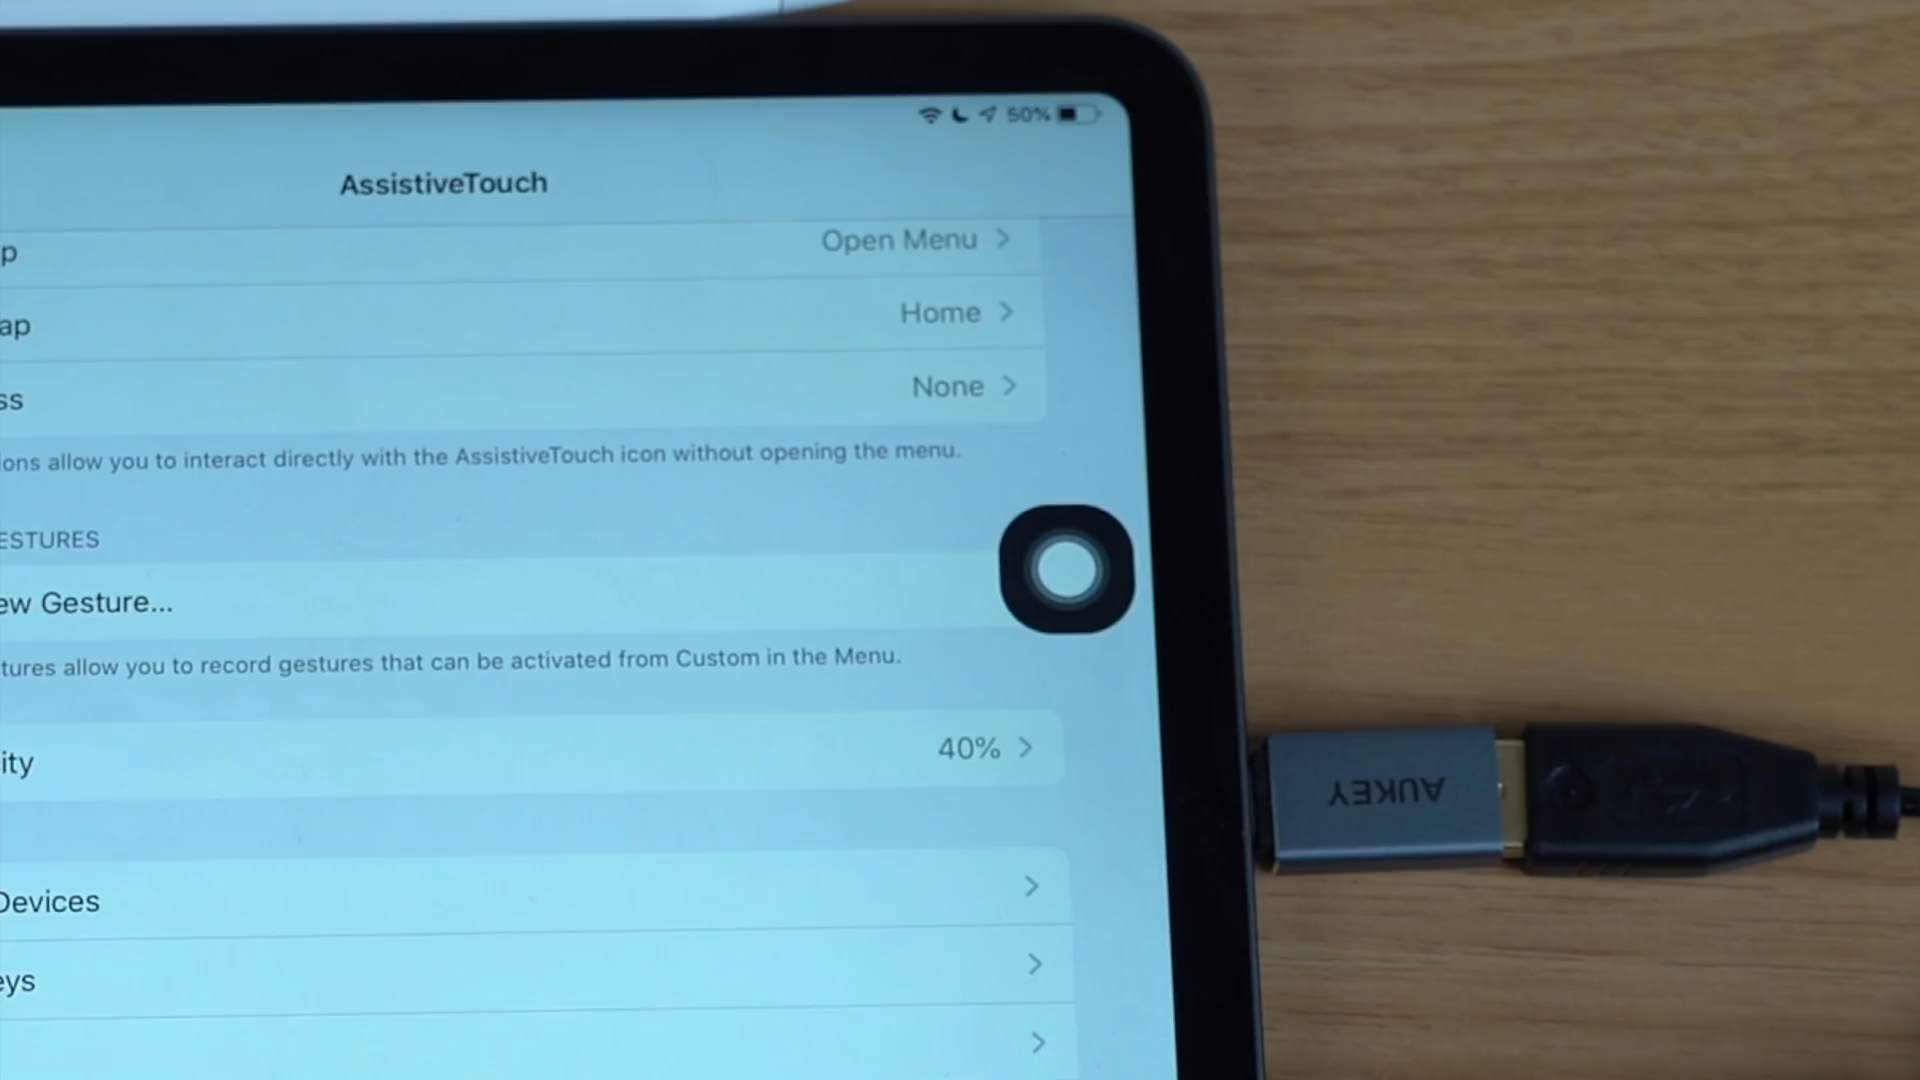 50%
AssistiveTouch
p Open Menu
ap Home
ss None
ions allow you to interact directly with the AssistiveTouch icon without opening the menu.
ESTURES
ew Gesture...
tures allow you to record gestures that can be activated from Custom in the Menu.
ity 40%
Devices
eys
AUKEY